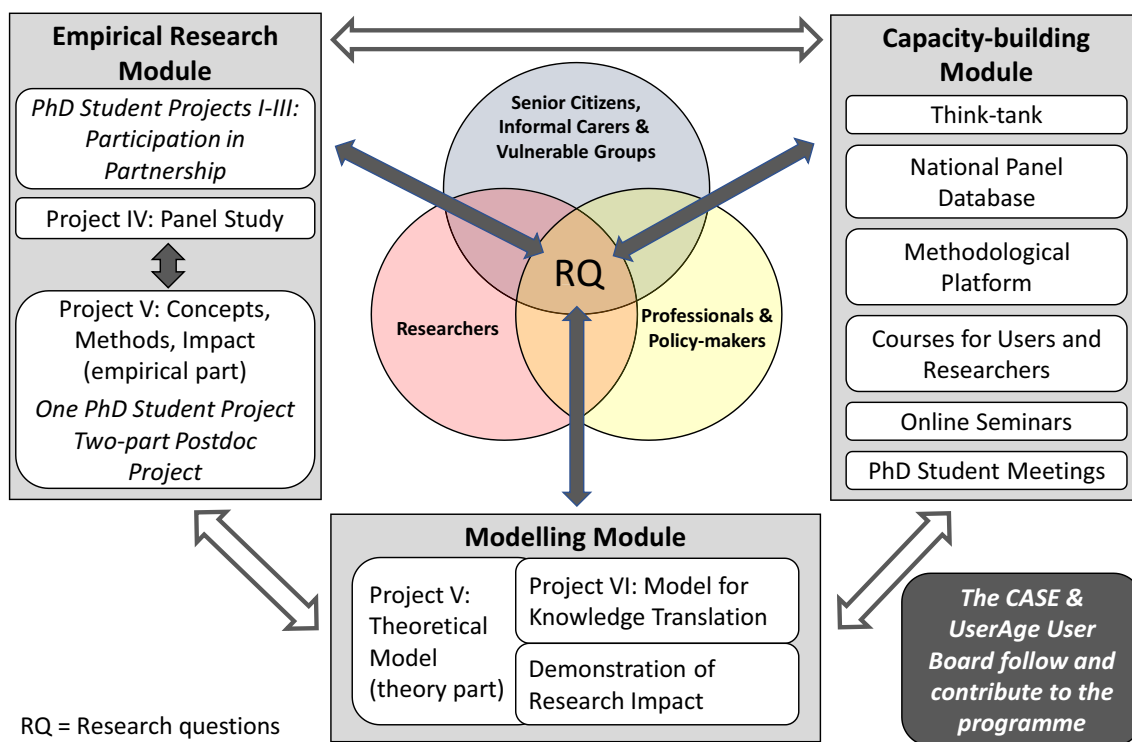 Empirical Research
Module
PhD Student Projects I-III:
Participation in
Partnership
Project IV: Panel Study
Project V: Concepts,
Methods, Impact
(empirical part)
One PhD Student Project
Two-part Postdoc
Project
Senior Citizens,
Informal Carers &
Vulnerable Groups
Researchers
RQ
Professionals &
Policy-makers
Capacity-building
Module
Think-tank
National Panel
Database
Methodological
Platform
Courses for Users and
Researchers
Online Seminars
PhD Student Meetings
Modelling Module
Project V:
Theoretical
Model
(theory part)
Project VI: Model for
Knowledge Translation
Demonstration of
Research Impact
The CASE &
UserAge User
Board follow and
contribute to the
programme
RQ = Research questions